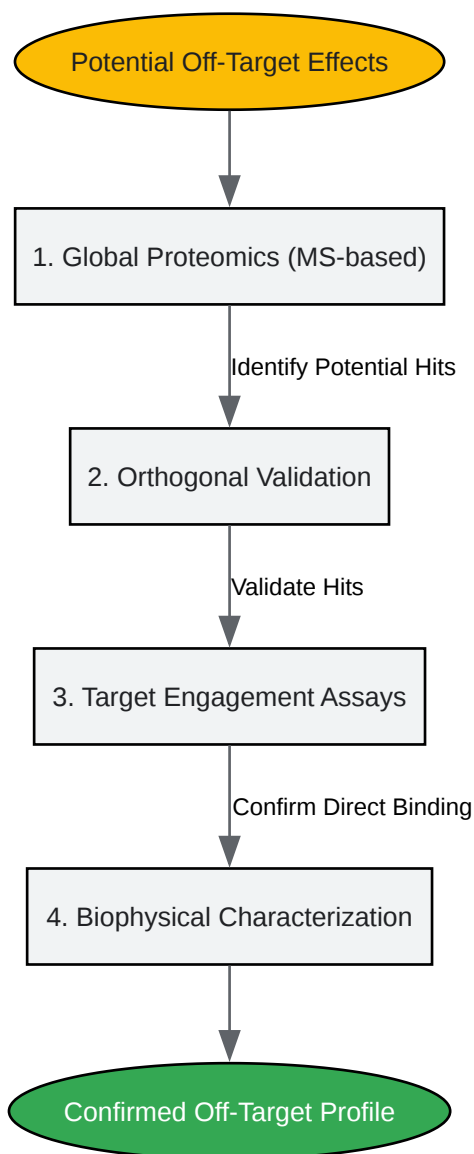 Potential Off-Target Effects
1. Global Proteomics (MS-based)
Identify Potential Hits
2. Orthogonal Validation
Validate Hits
3. Target Engagement Assays
Confirm Direct Binding
4. Biophysical Characterization
Confirmed Off-Target Profile